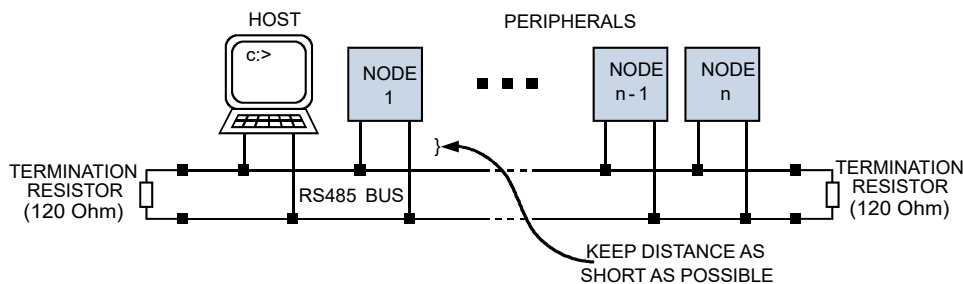 HOST
PERIPHERALS
c:>
NODE
1
NODE
n-1
NODE
n
}
TERMINATION
RESISTOR
(120 Ohm)
RS485 BUS
TERMINATION
RESISTOR
(120 Ohm)
KEEP DISTANCE AS
SHORT AS POSSIBLE